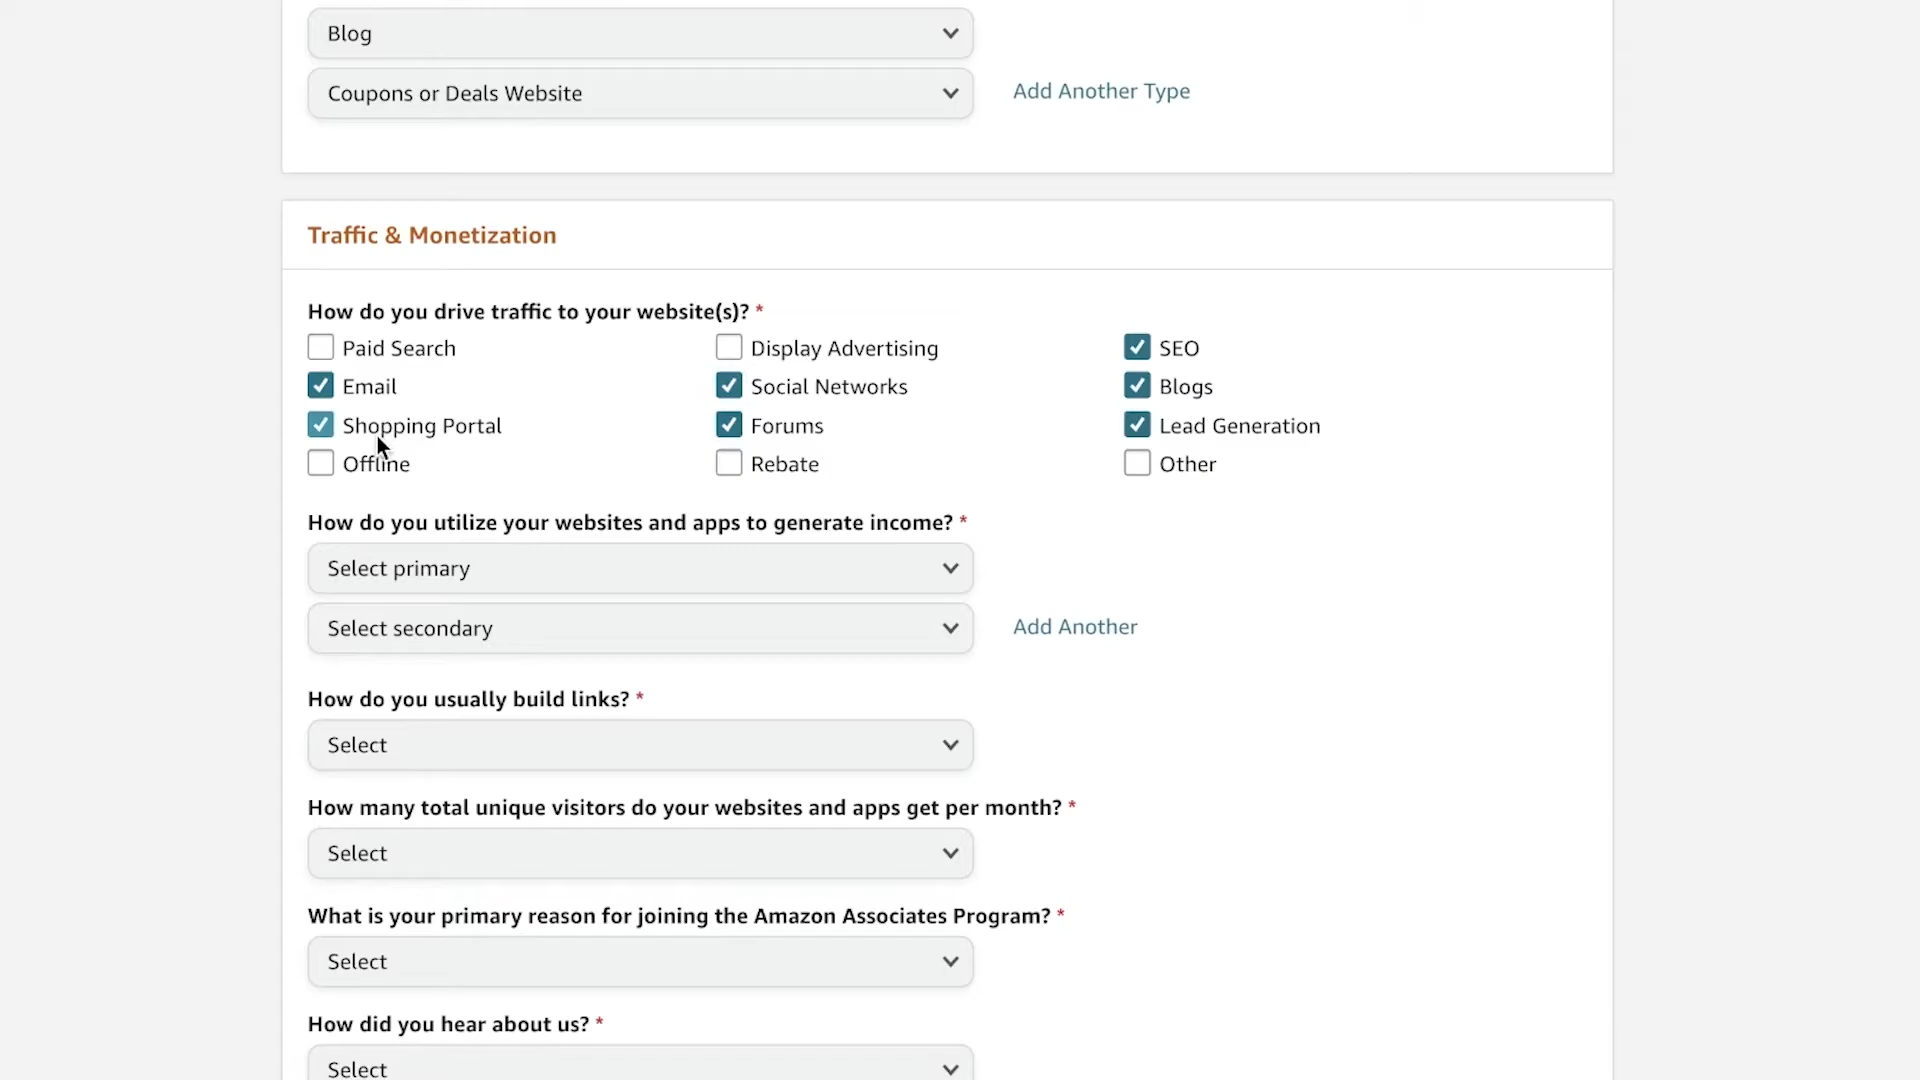 Blog
Coupons or Deals Website
Add Another Type
Traffic & Monetization
How do you drive traffic to your website(s)? *
Paid Search Display Advertising SEO
Email Social Networks Blogs
Shopping Portal Forums Lead Generation
Offline Rebate Other
How do you utilize your websites and apps to generate income? *
Select primary
Select secondary
Add Another
How do you usually build links? *
Select
How many total unique visitors do your websites and apps get per month? *
Select
What is your primary reason for joining the Amazon Associates Program? *
Select
How did you hear about us? *
Select